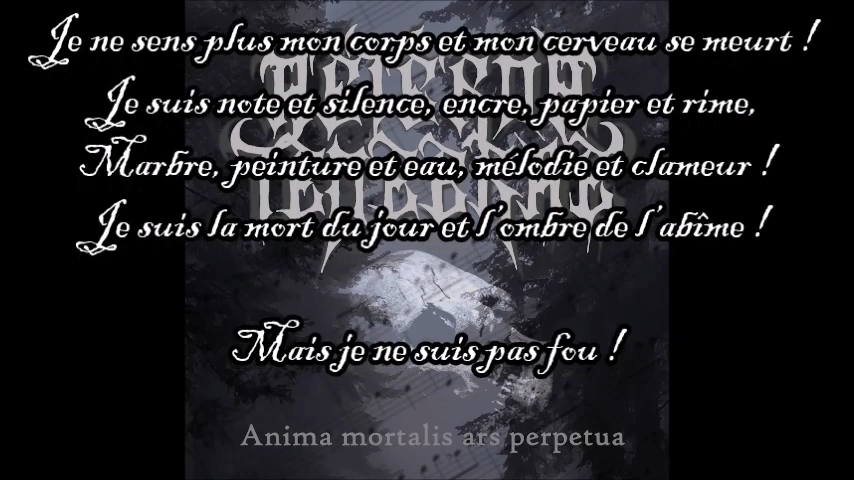 Je ne sens plus mon corps et mon cerveau se meurt !
Je suis note et silence, encre, papier et rime,
Marbre, peinture et eau, mélodie et clameur !
Je suis la mort du jour et l'ombre de l'abîme !
Mais je ne suis pas fou !
Anima mortalis ars perpetua